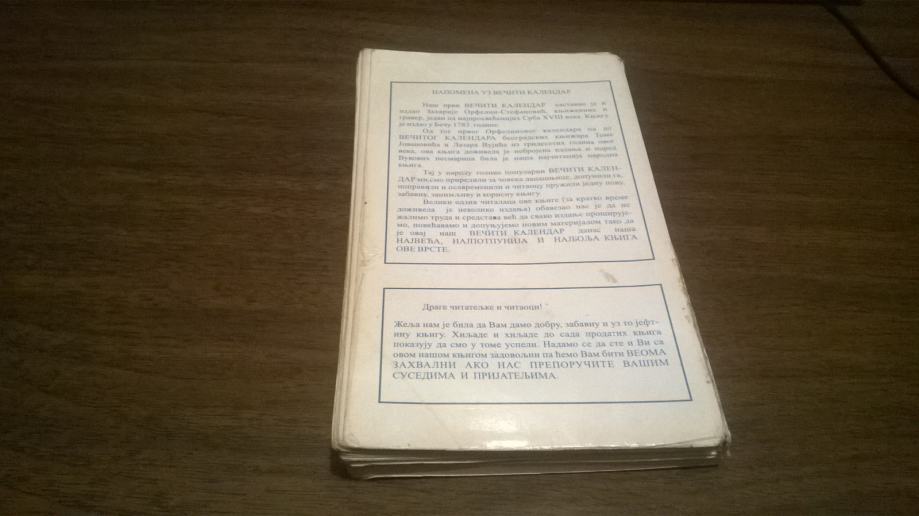 НАПОМЕНА УЗ ВЕЧИТИ КАЛЕНДАР
Наш први ВЕЧИТИ КАЛЕНДАР саставио је и
издао Захарије Орфелин-Стефановић, књижевник и
гравер, један од најпросвећенијих Срба XVIII века. Књигу
је издао у Бечу 1783. године.
Од тог првог Орфелиновог календара па до
ВЕЧИТОГ КАЛЕНДАРА београдских књижара Томе
Јовановића и Лазара Вујића из тридесетих година овог
века, ова књига доживела је небројена издања и поред
Вукових песмарица била је наша најчитанија народна
књига.
Тај у народу толико популарни ВЕЧИТИ КАЛЕН-
ДАР ми смо приредили за човека данашњице, допунили га,
поправили и осавременили и читаоцу пружили једну нову,
забавну, занимљиву и корисну књигу.
Велики одзив читалаца ове књиге (за кратко време
доживела је неколико издања) обавезао нас је да не
жалимо труда и средстава већ да свако издање проширује-
мо, повећавамо и допуњујемо новим материјалом тако да
је овај наш ВЕЧИТИ КАЛЕНДАР данас наша
НАЈВЕЋА, НАЈПОТПУНИЈА И НАЈБОЉА КЊИГА
ОВЕ ВРСТЕ.
Драге читатељке и читаоци!
Жеља нам је била да Вам дамо добру, забавну и уз то јефт-
ину књигу. Хиљаде и хиљаде до сада продатих књига
показују да смо у томе успели. Надамо се да сте и Ви са
овом нашом књигом задовољни па ћемо Вам бити ВЕОМА
ЗАХВАЛНИ АКО НАС ПРЕПОРУЧИТЕ ВАШИМ
СУСЕДИМА И ПРИЈАТЕЉИМА.